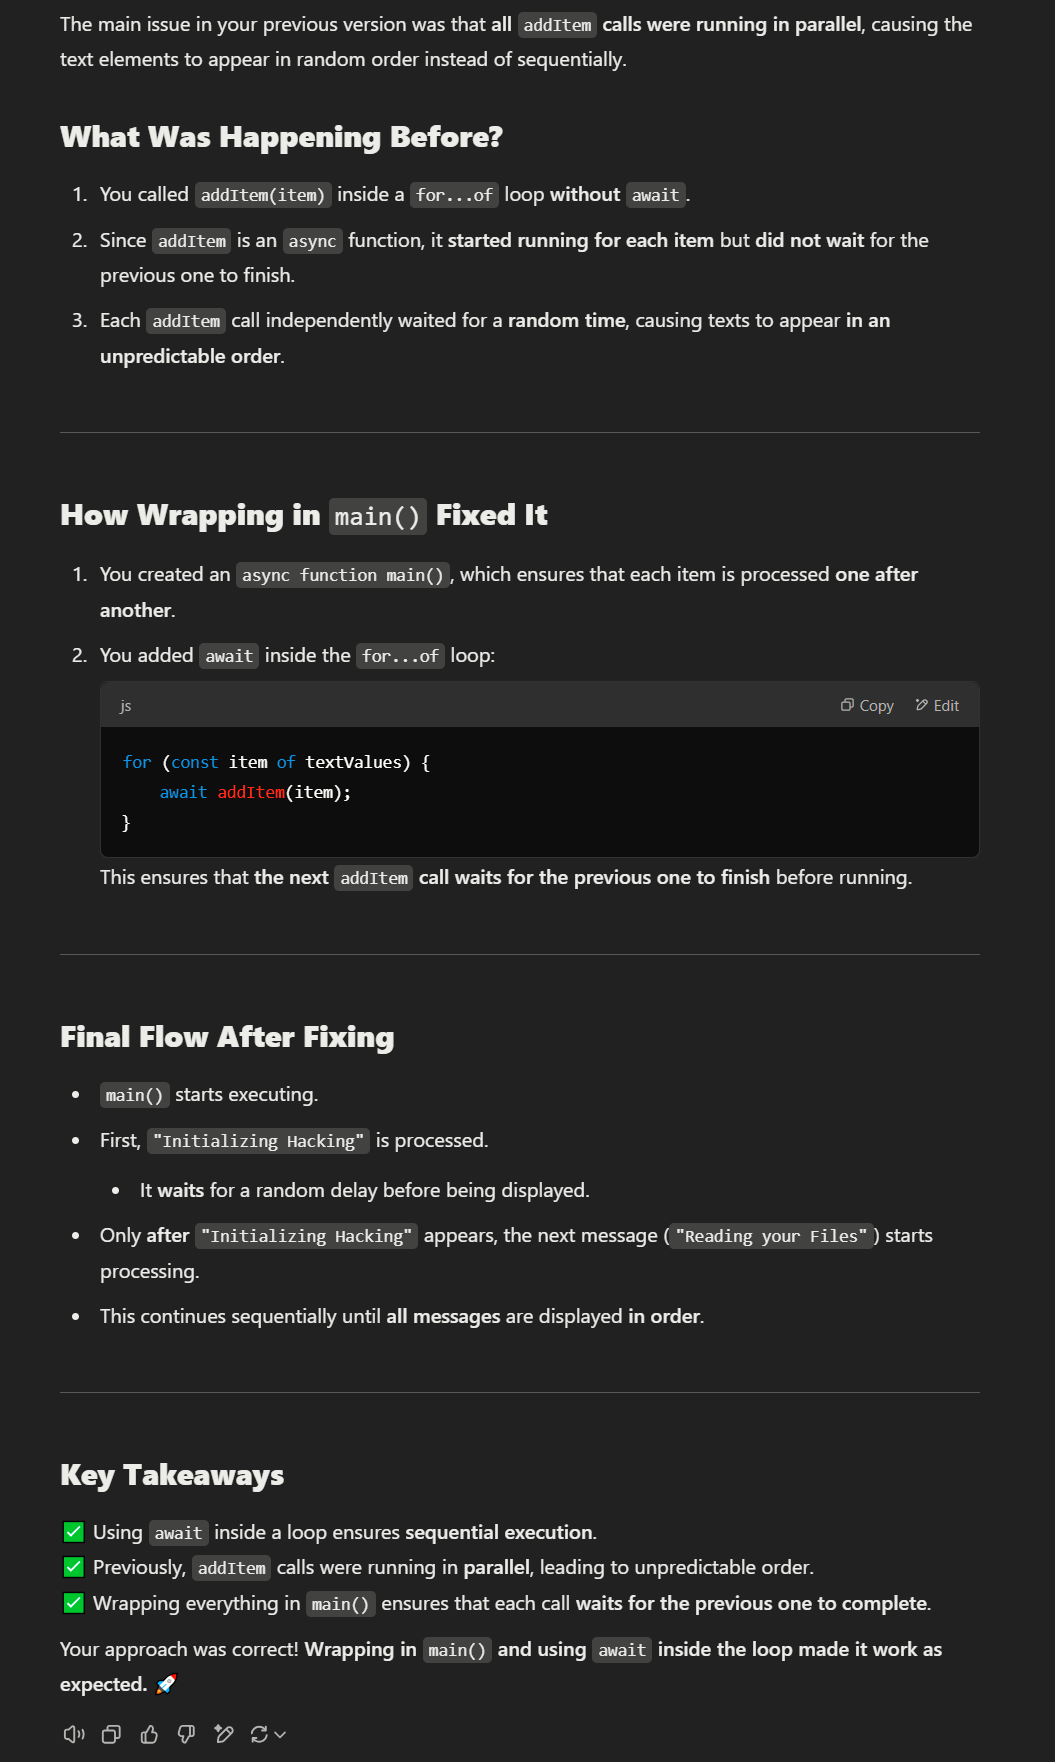 The main issue in your previous version was that all addItem calls were running in parallel, causing the
text elements to appear in random order instead of sequentially.
What Was Happening Before?
1. You called addItem(item) inside a for...of loop without await.
2. Since addItem is an async function, it started running for each item but did not wait for the
previous one to finish.
3. Each addItem call independently waited for a random time, causing texts to appear in an
unpredictable order.
How Wrapping in main() Fixed It
1. You created an async function main(), which ensures that each item is processed one after
another.
2. You added await inside the for...of loop:
js Copy Edit
for (const item of textValues) {
    await addItem(item);
}
This ensures that the next addItem call waits for the previous one to finish before running.
Final Flow After Fixing
• main() starts executing.
• First, "Initializing Hacking" is processed.
• It waits for a random delay before being displayed.
• Only after "Initializing Hacking" appears, the next message ("Reading your Files") starts
processing.
• This continues sequentially until all messages are displayed in order.
Key Takeaways
✅ Using await inside a loop ensures sequential execution.
✅ Previously, addItem calls were running in parallel, leading to unpredictable order.
✅ Wrapping everything in main() ensures that each call waits for the previous one to complete.
Your approach was correct! Wrapping in main() and using await inside the loop made it work as
expected. 🚀